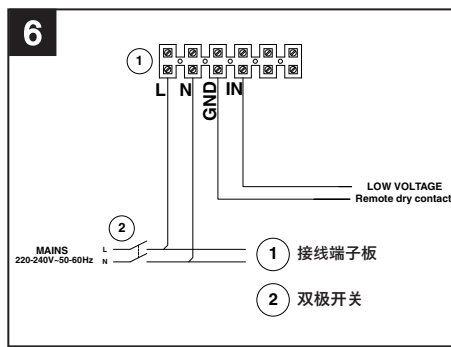 6
1
L N GND IN
LOW VOLTAGE
Remote dry contact
2
MAINS
220-240V~50-60Hz
L
N
1 接线端子板
2 双极开关